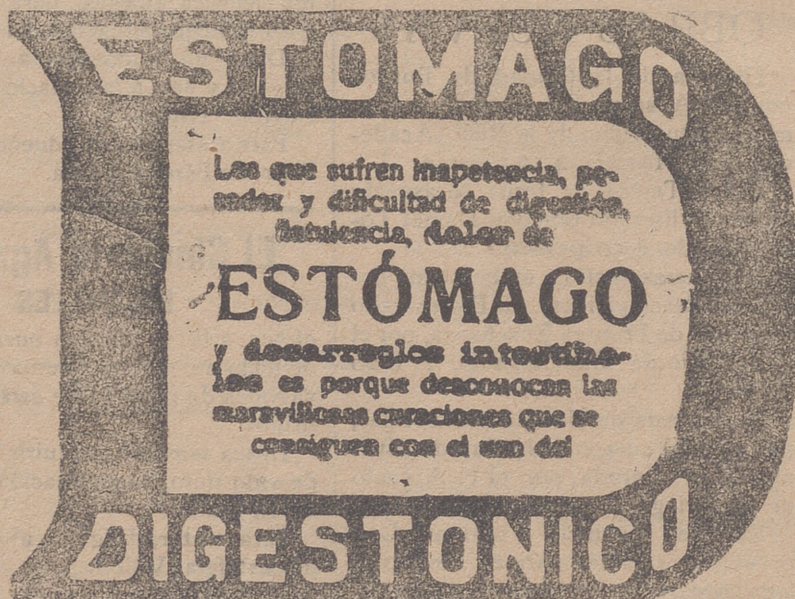 ESTOMAGO
Los que sufren inapetencia, pe-
sadez y dificultad de digestión,
flatulencia, dolor de
ESTÓMAGO
y desarreglos intestina-
les es porque desconocen las
maravillosas curaciones que se
consiguen con el uso del
DIGESTONICO